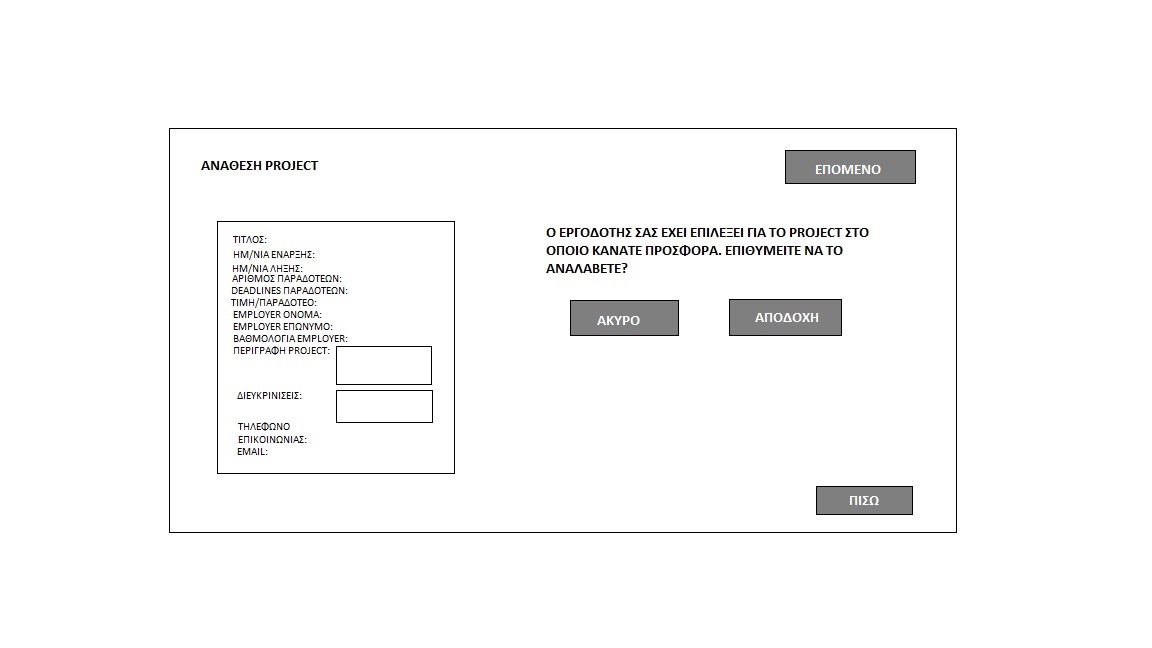 ΑΝΑΘΕΣΗ PROJECT
ΕΠΟΜΕΝΟ
ΤΙΤΛΟΣ:
ΗΜ/ΝΙΑ ΕΝΑΡΞΗΣ:
ΗΜ/ΝΙΑ ΛΗΞΗΣ:
ΑΡΙΘΜΟΣ ΠΑΡΑΔΟΤΕΩΝ:
DEADLINES ΠΑΡΑΔΟΤΕΩΝ:
ΤΙΜΗ/ΠΑΡΑΔΟΤΕΟ:
EMPLOYER ΟΝΟΜΑ:
EMPLOYER ΕΠΩΝΥΜΟ:
ΒΑΘΜΟΛΟΓΙΑ EMPLOYER:
ΠΕΡΙΓΡΑΦΗ PROJECT:
ΔΙΕΥΚΡΙΝΙΣΕΙΣ:
ΤΗΛΕΦΩΝΟ
ΕΠΙΚΟΙΝΩΝΙΑΣ:
EMAIL:
Ο ΕΡΓΟΔΟΤΗΣ ΣΑΣ ΕΧΕΙ ΕΠΙΛΕΞΕΙ ΓΙΑ ΤΟ PROJECT ΣΤΟ
ΟΠΟΙΟ ΚΑΝΑΤΕ ΠΡΟΣΦΟΡΑ. ΕΠΙΘΥΜΕΙΤΕ ΝΑ ΤΟ
ΑΝΑΛΑΒΕΤΕ?
ΑΚΥΡΟ
ΑΠΟΔΟΧΗ
ΠΙΣΩ